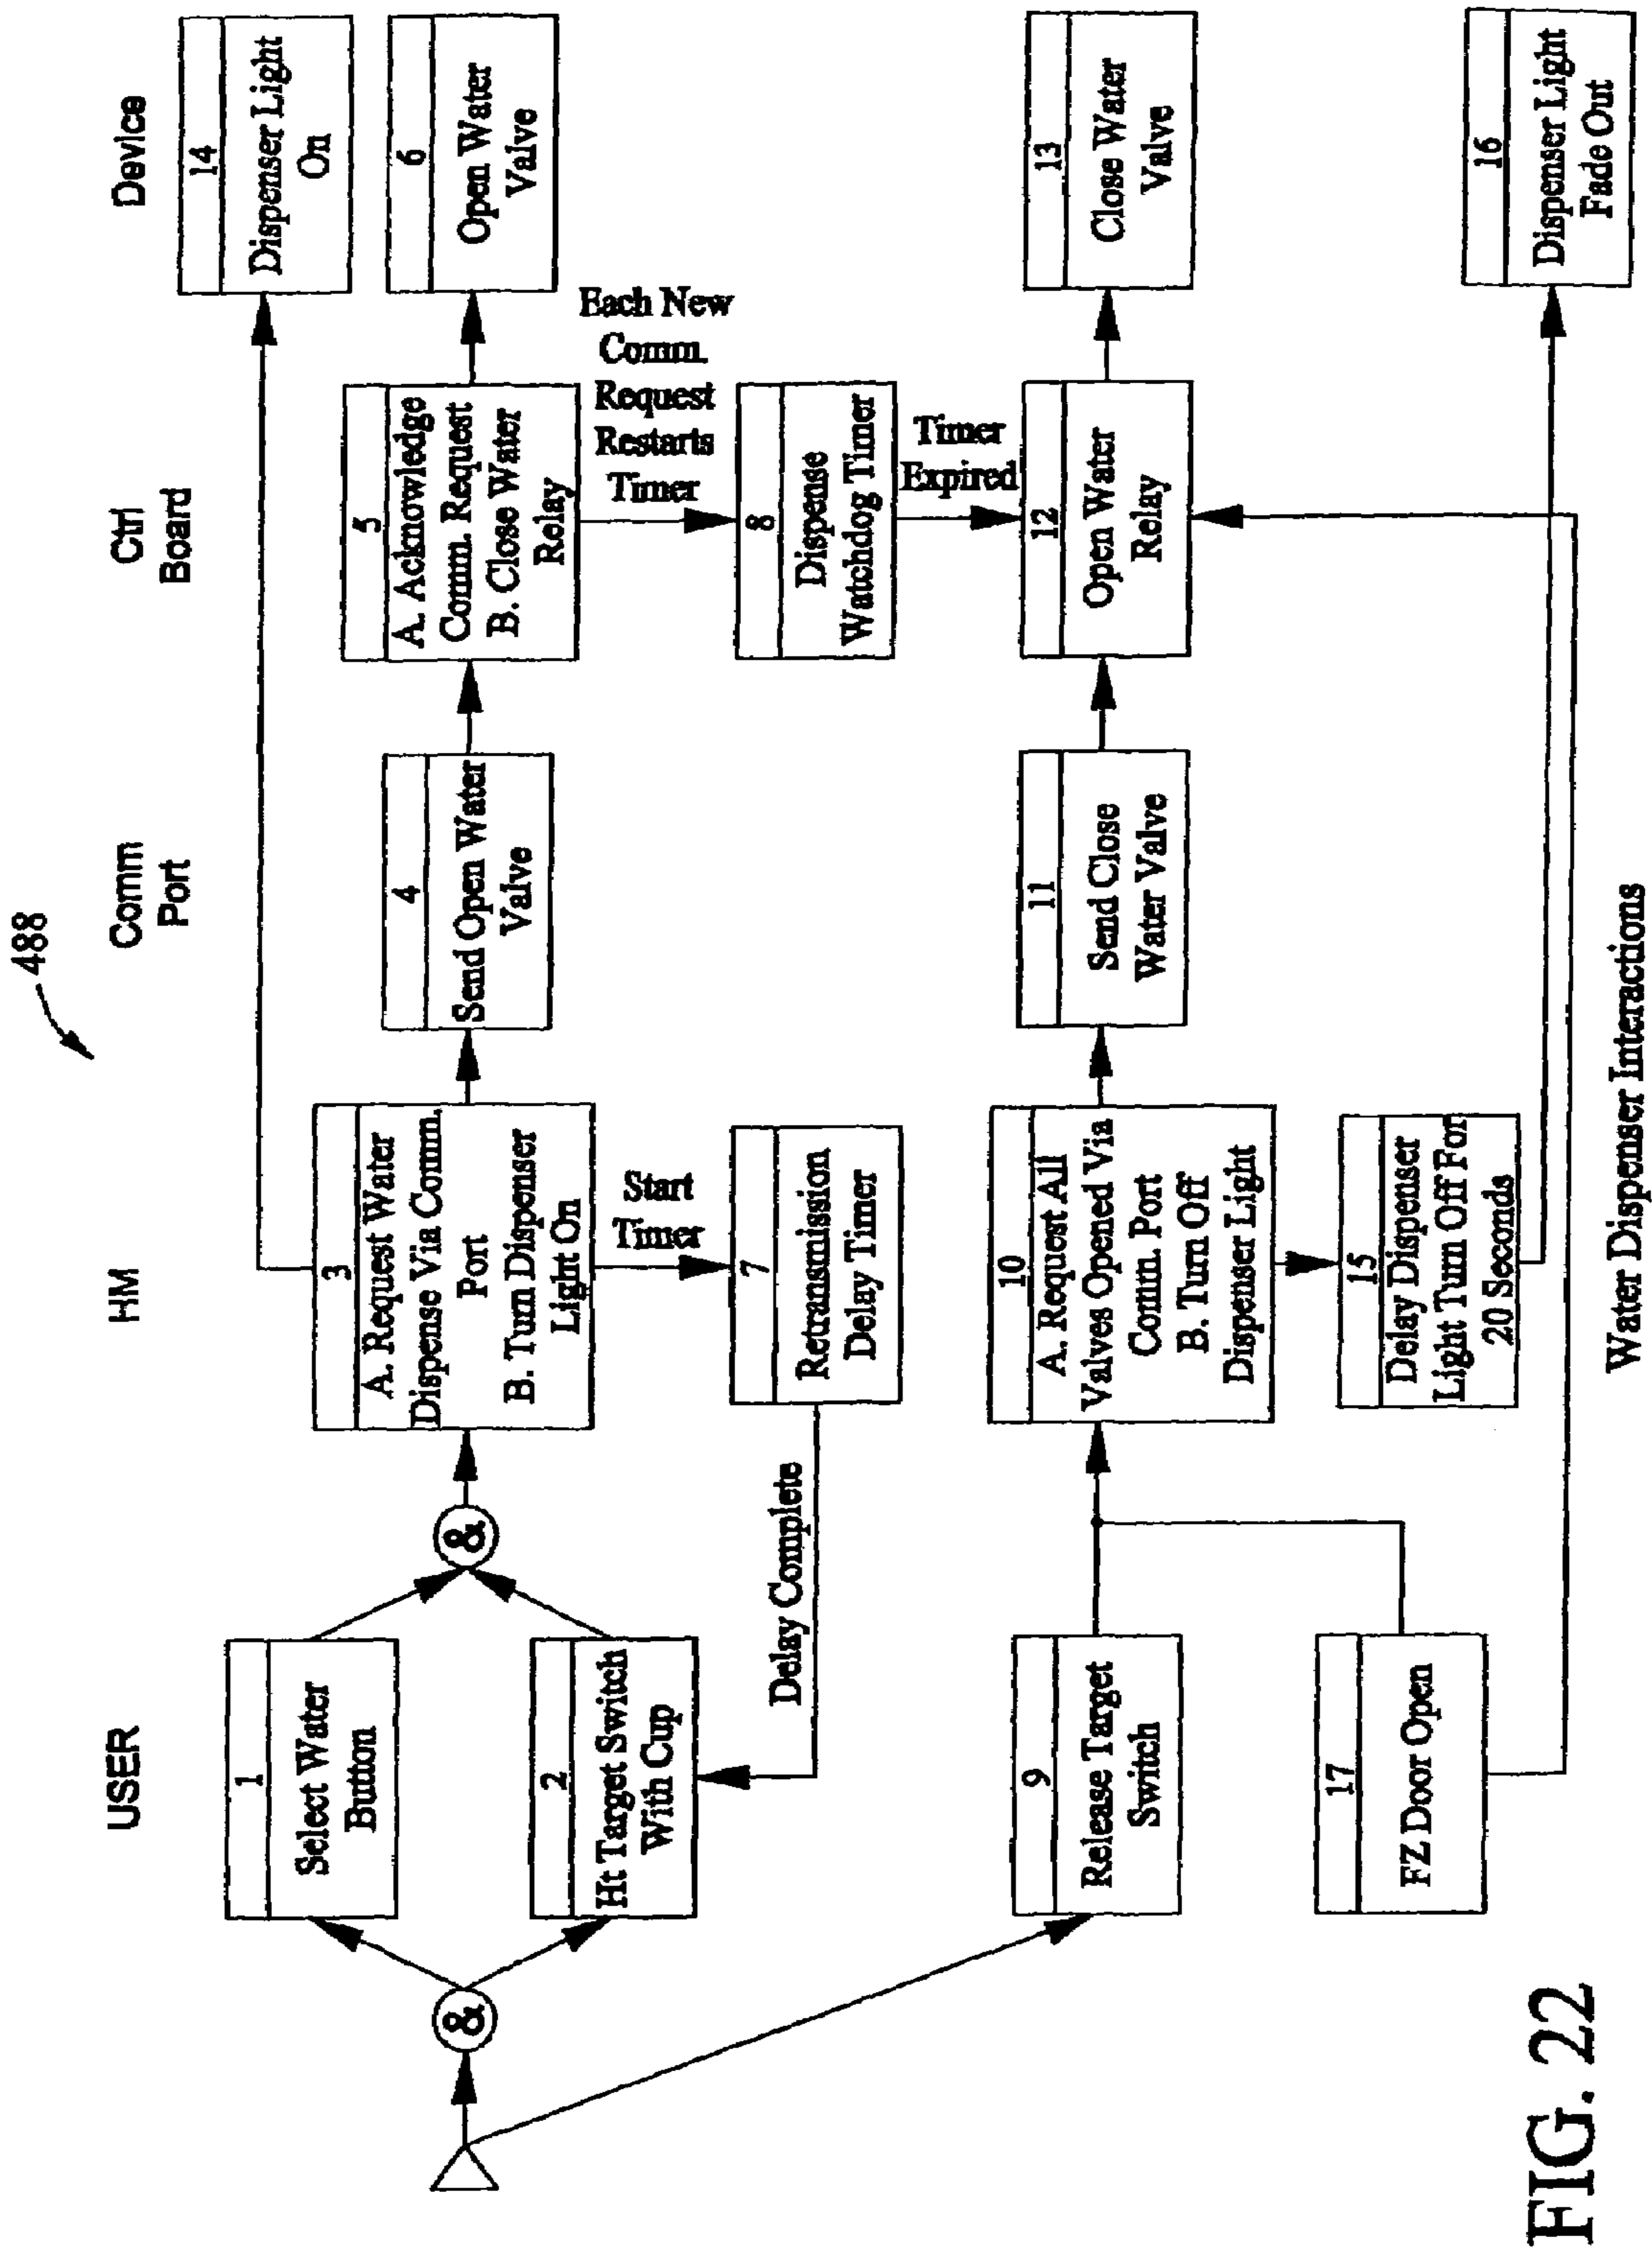 488
USER
HM
Comm
Port
Ctrl
Board
Device
1
Select Water
Button
2
Ht Target Switch
With Cup
&
&
3
A. Request Water
Dispense Via Comm.
Port
B. Turn Dispenser
Light On
Start
Timer
7
Retransmission
Delay Timer
Delay Complete
4
Send Open Water
Valve
5
A. Acknowledge
Comm. Request
B. Close Water
Relay
Each New
Comm.
Request
Restarts
Timer
8
Dispense
Watchdog Timer
Timer
Expired
14
Dispenser Light
On
6
Open Water
Valve
9
Release Target
Switch
17
FZ Door Open
10
A. Request All
Valves Opened Via
Comm. Port
B. Turn Off
Dispenser Light
15
Delay Dispenser
Light Turn Off For
20 Seconds
11
Send Close
Water Valve
12
Open Water
Relay
13
Close Water
Valve
16
Dispenser Light
Fade Out
Water Dispenser Interactions
FIG. 22